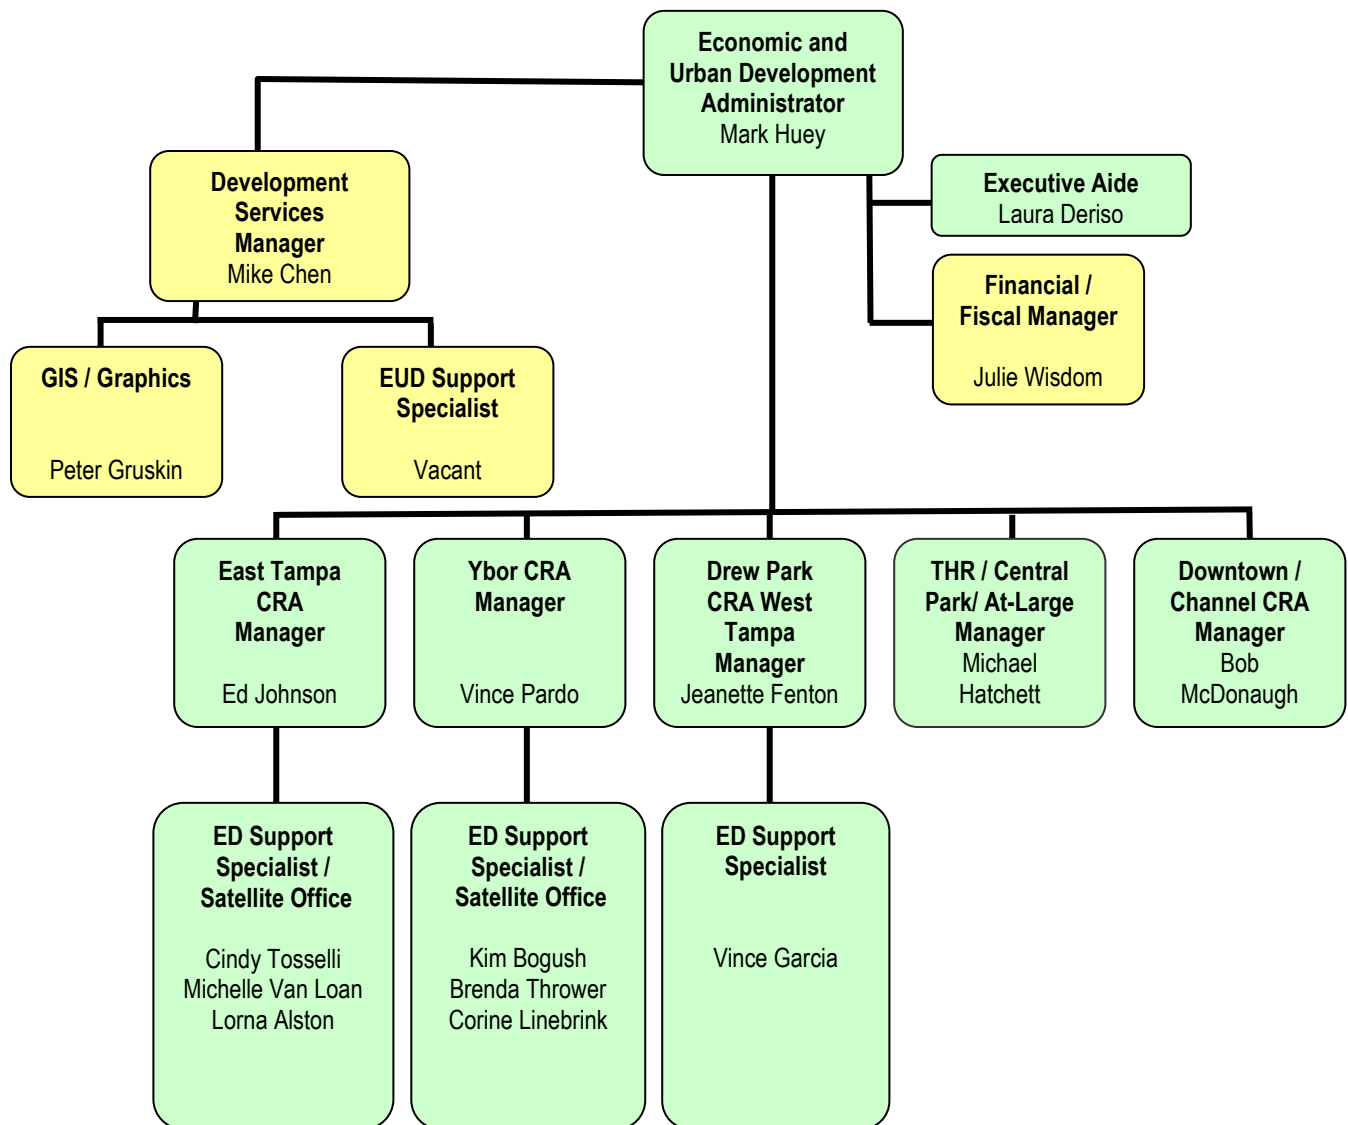 Economic and
Urban Development
Administrator
Mark Huey
Development
Services
Manager
Mike Chen
Executive Aide
Laura Deriso
Financial /
Fiscal Manager
Julie Wisdom
GIS / Graphics
Peter Gruskin
EUD Support
Specialist
Vacant
East Tampa
CRA
Manager
Ed Johnson
Ybor CRA
Manager
Vince Pardo
Drew Park
CRA West
Tampa
Manager
Jeanette Fenton
THR / Central
Park/ At-Large
Manager
Michael
Hatchett
Downtown /
Channel CRA
Manager
Bob
McDonaugh
ED Support
Specialist /
Satellite Office
Cindy Tosselli
Michelle Van Loan
Lorna Alston
ED Support
Specialist /
Satellite Office
Kim Bogush
Brenda Thrower
Corine Linebrink
ED Support
Specialist
Vince Garcia